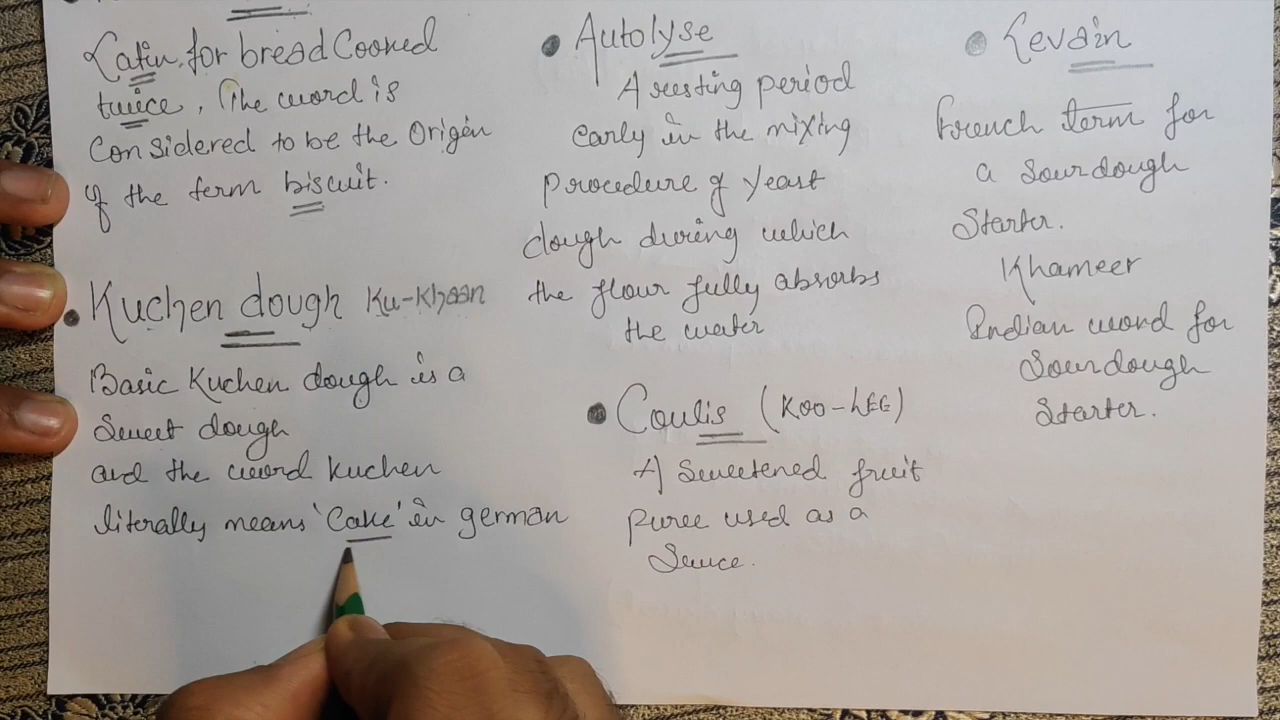 Latin for bread Cooked
twice, The word is
Considered to be the Origin
of the term biscuit.
Kuchen dough Ku-Khaan
Basic Kuchen dough is a
Sweet dough
and the word Kuchen
literally means 'Cake' in german
Autolyse
A resting period
early in the mixing
Procedure of Yeast
dough during which
the flour fully absorbs
the water
Coulis (KOO-LEE)
A Sweetened fruit
puree used as a
Sauce.
Levain
French term for
a Sourdough
Starter.
Khameer
Indian word for
Sourdough
Starter.